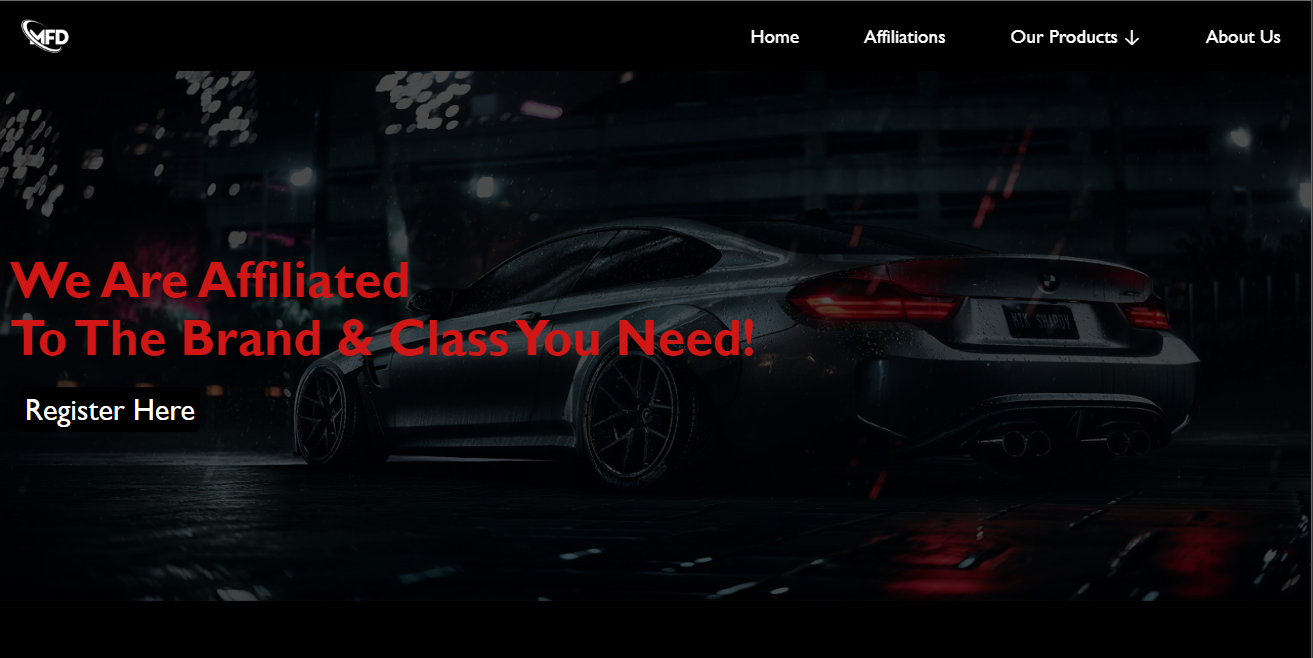 MFD
Home
Affiliations
Our Products ↓
About Us
We Are Affiliated
To The Brand & Class You Need!
Register Here